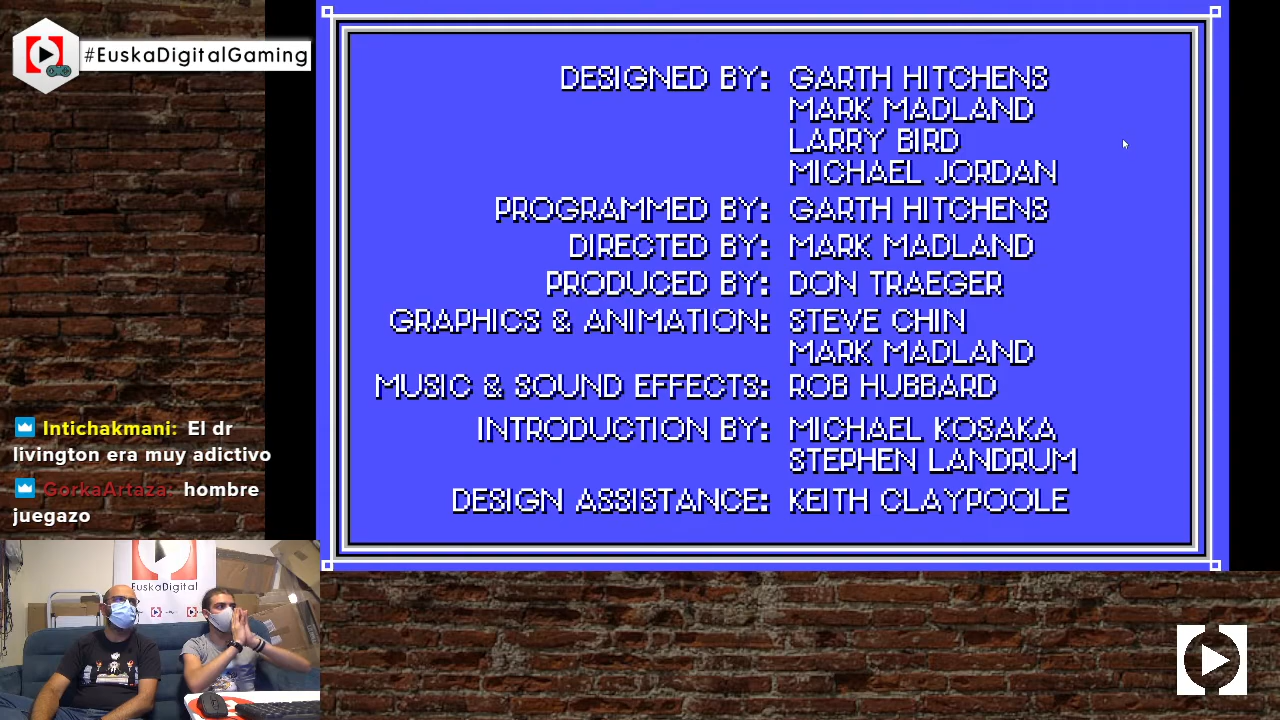 #EuskaDigitalGaming
DESIGNED BY: GARTH HITCHENS
MARK MADLAND
LARRY BIRD
MICHAEL JORDAN
PROGRAMMED BY: GARTH HITCHENS
DIRECTED BY: MARK MADLAND
PRODUCED BY: DON TRAEGER
GRAPHICS & ANIMATION: STEVE CHIN
MARK MADLAND
MUSIC & SOUND EFFECTS: ROB HUBBARD
INTRODUCTION BY: MICHAEL KOSAKA
STEPHEN LANDRUM
DESIGN ASSISTANCE: KEITH CLAYPOOLE
Intichakmani: El dr
livington era muy adictivo
GorkaArtaza: hombre
juegazo
EuskaDigital